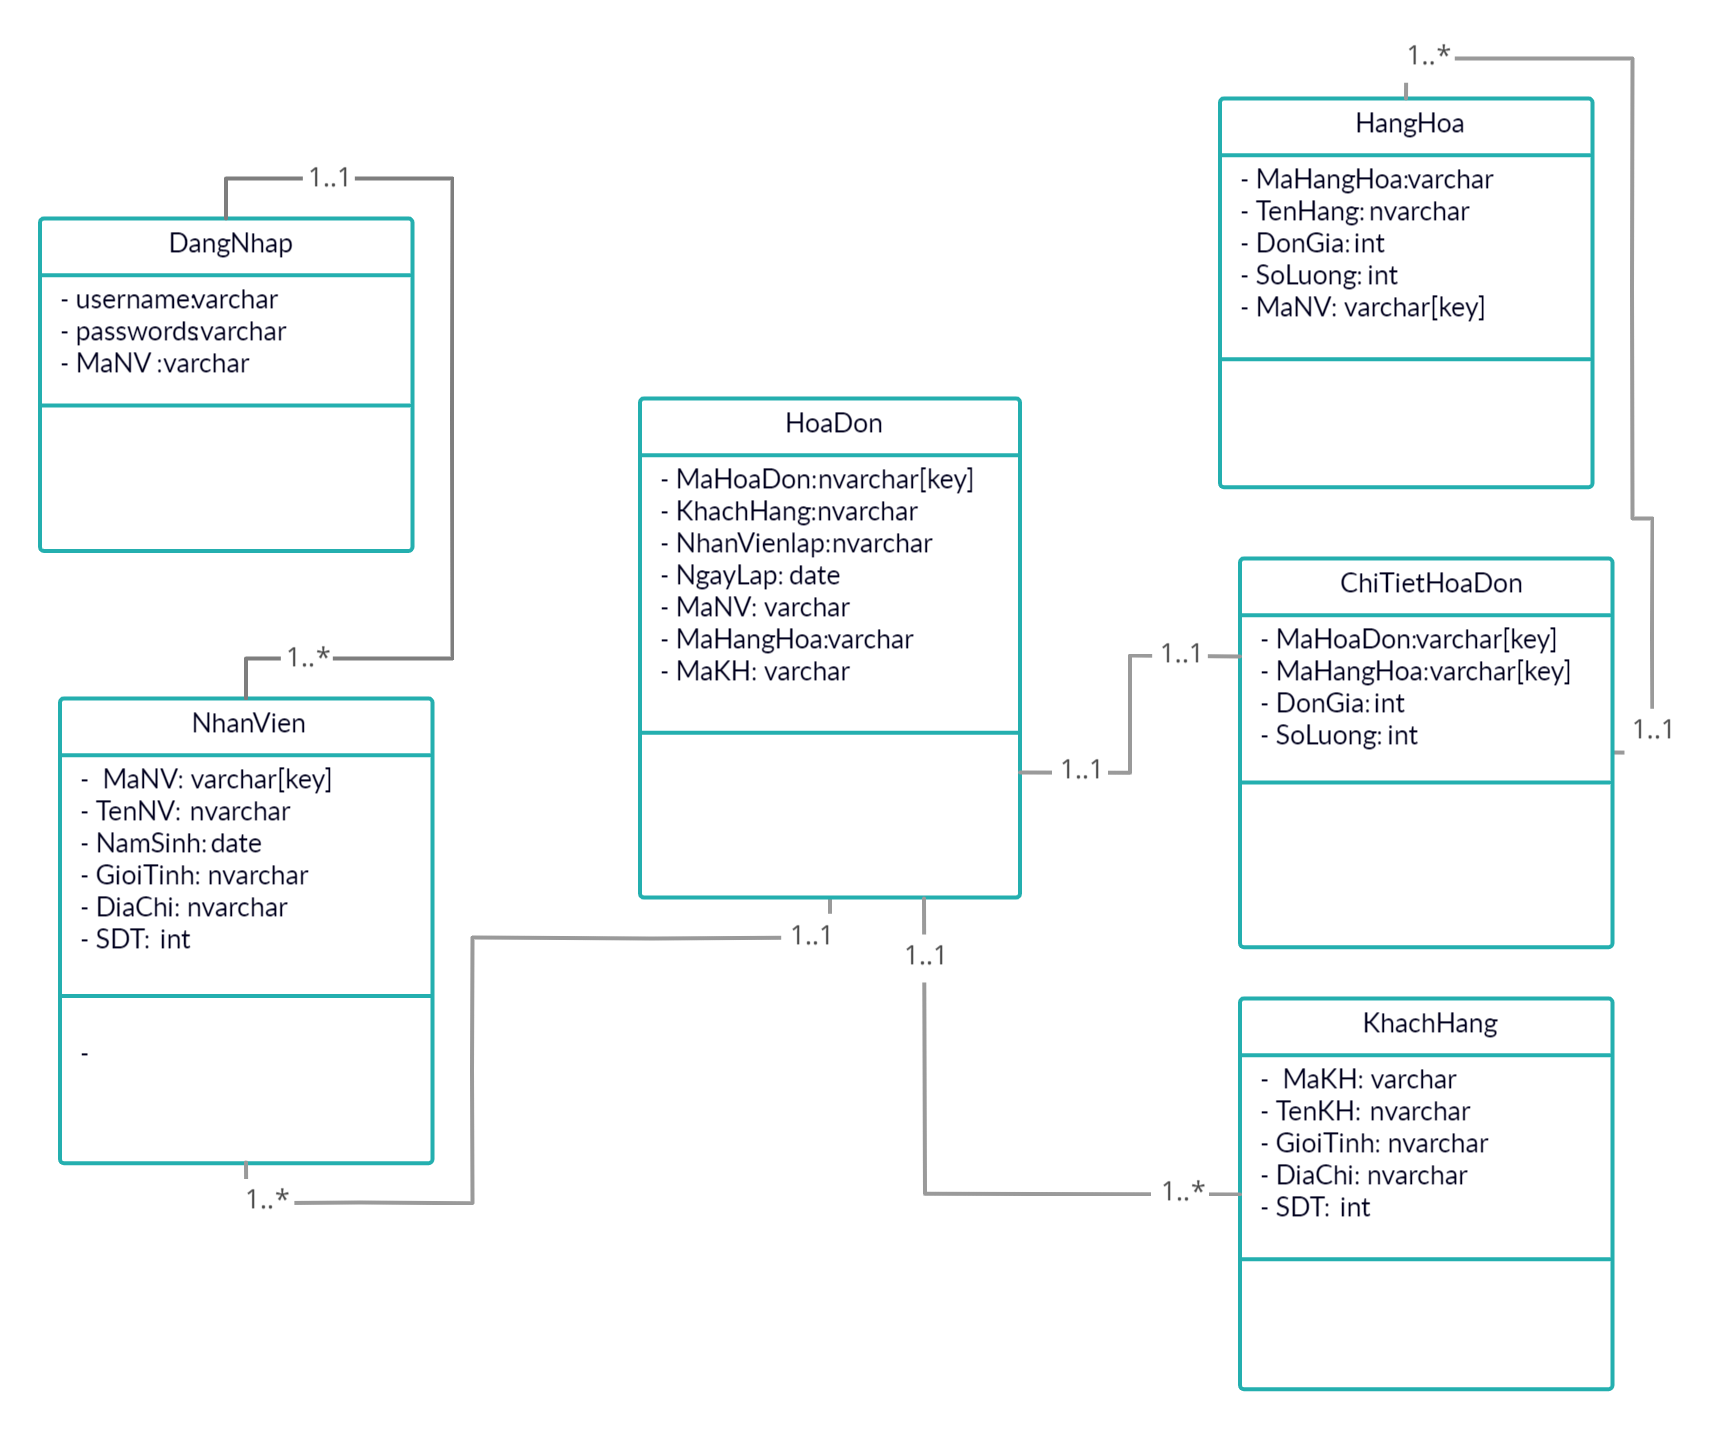 1..*
HangHoa
- MaHangHoa:varchar
- TenHang: nvarchar
- DonGia: int
- SoLuong: int
- MaNV: varchar[key]
1..1
DangNhap
- username:varchar
- passwords:varchar
- MaNV :varchar
1..*
NhanVien
- MaNV: varchar[key]
- TenNV: nvarchar
- NamSinh: date
- GioiTinh: nvarchar
- DiaChi: nvarchar
- SDT: int
-
1..*
HoaDon
- MaHoaDon:nvarchar[key]
- KhachHang:nvarchar
- NhanVienlap:nvarchar
- NgayLap: date
- MaNV: varchar
- MaHangHoa:varchar
- MaKH: varchar
1..1
1..1
1..1
1..1
ChiTietHoaDon
- MaHoaDon:varchar[key]
- MaHangHoa:varchar[key]
- DonGia: int
- SoLuong: int
1..1
KhachHang
- MaKH: varchar
- TenKH: nvarchar
- GioiTinh: nvarchar
- DiaChi: nvarchar
- SDT: int
1..*